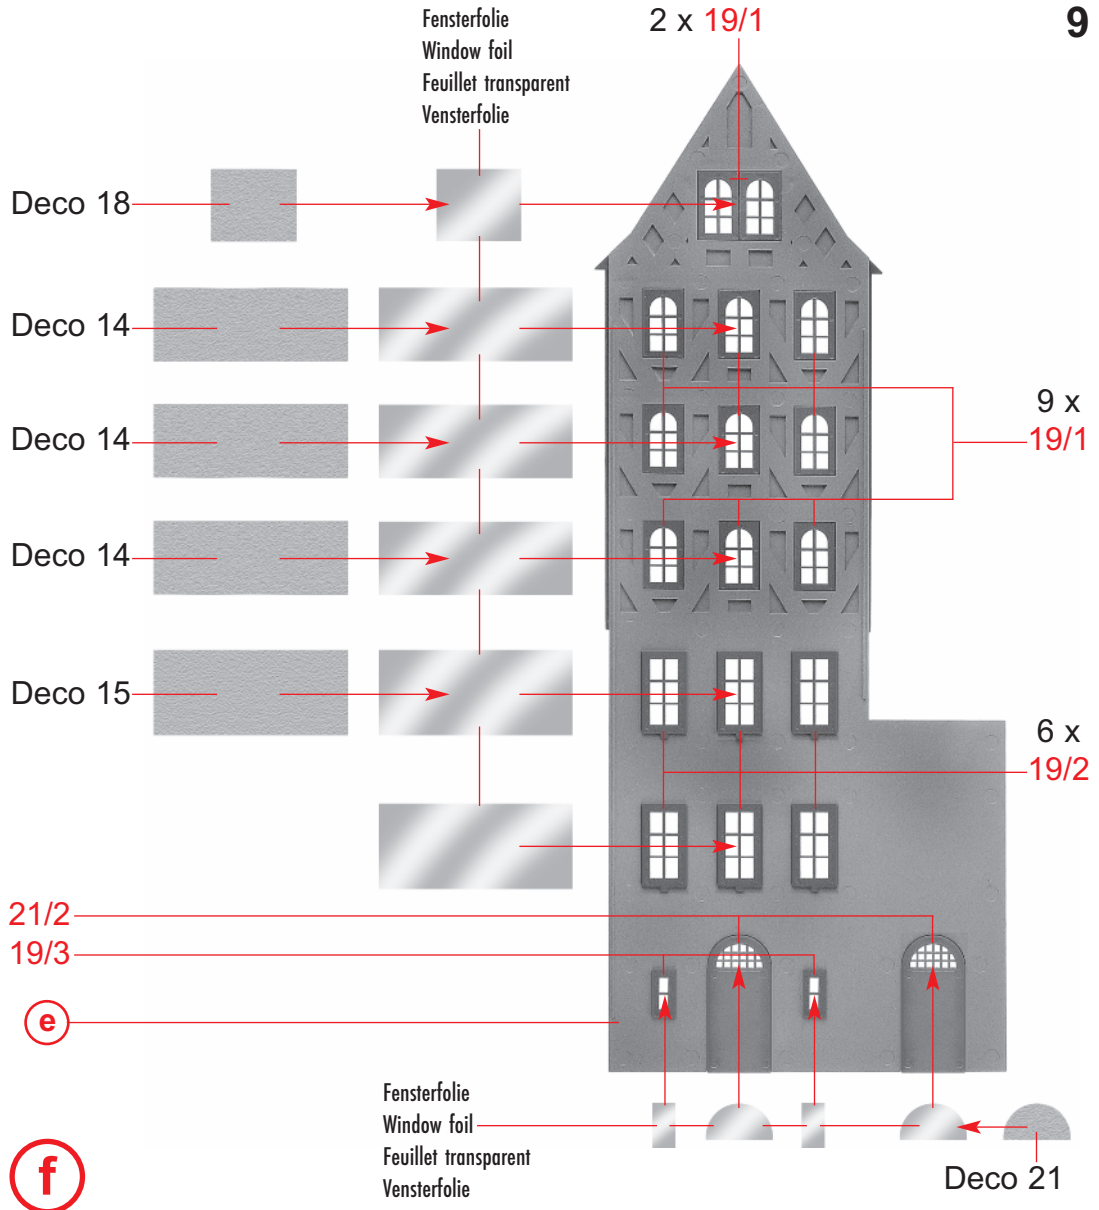 Fensterfolie
Window foil
Feuillet transparent
Vensterfolie
2 x 19/1
9
Deco 18
Deco 14
Deco 14
Deco 14
Deco 15
9 x
19/1
6 x
19/2
21/2
19/3
e
Fensterfolie
Window foil
Feuillet transparent
Vensterfolie
Deco 21
f